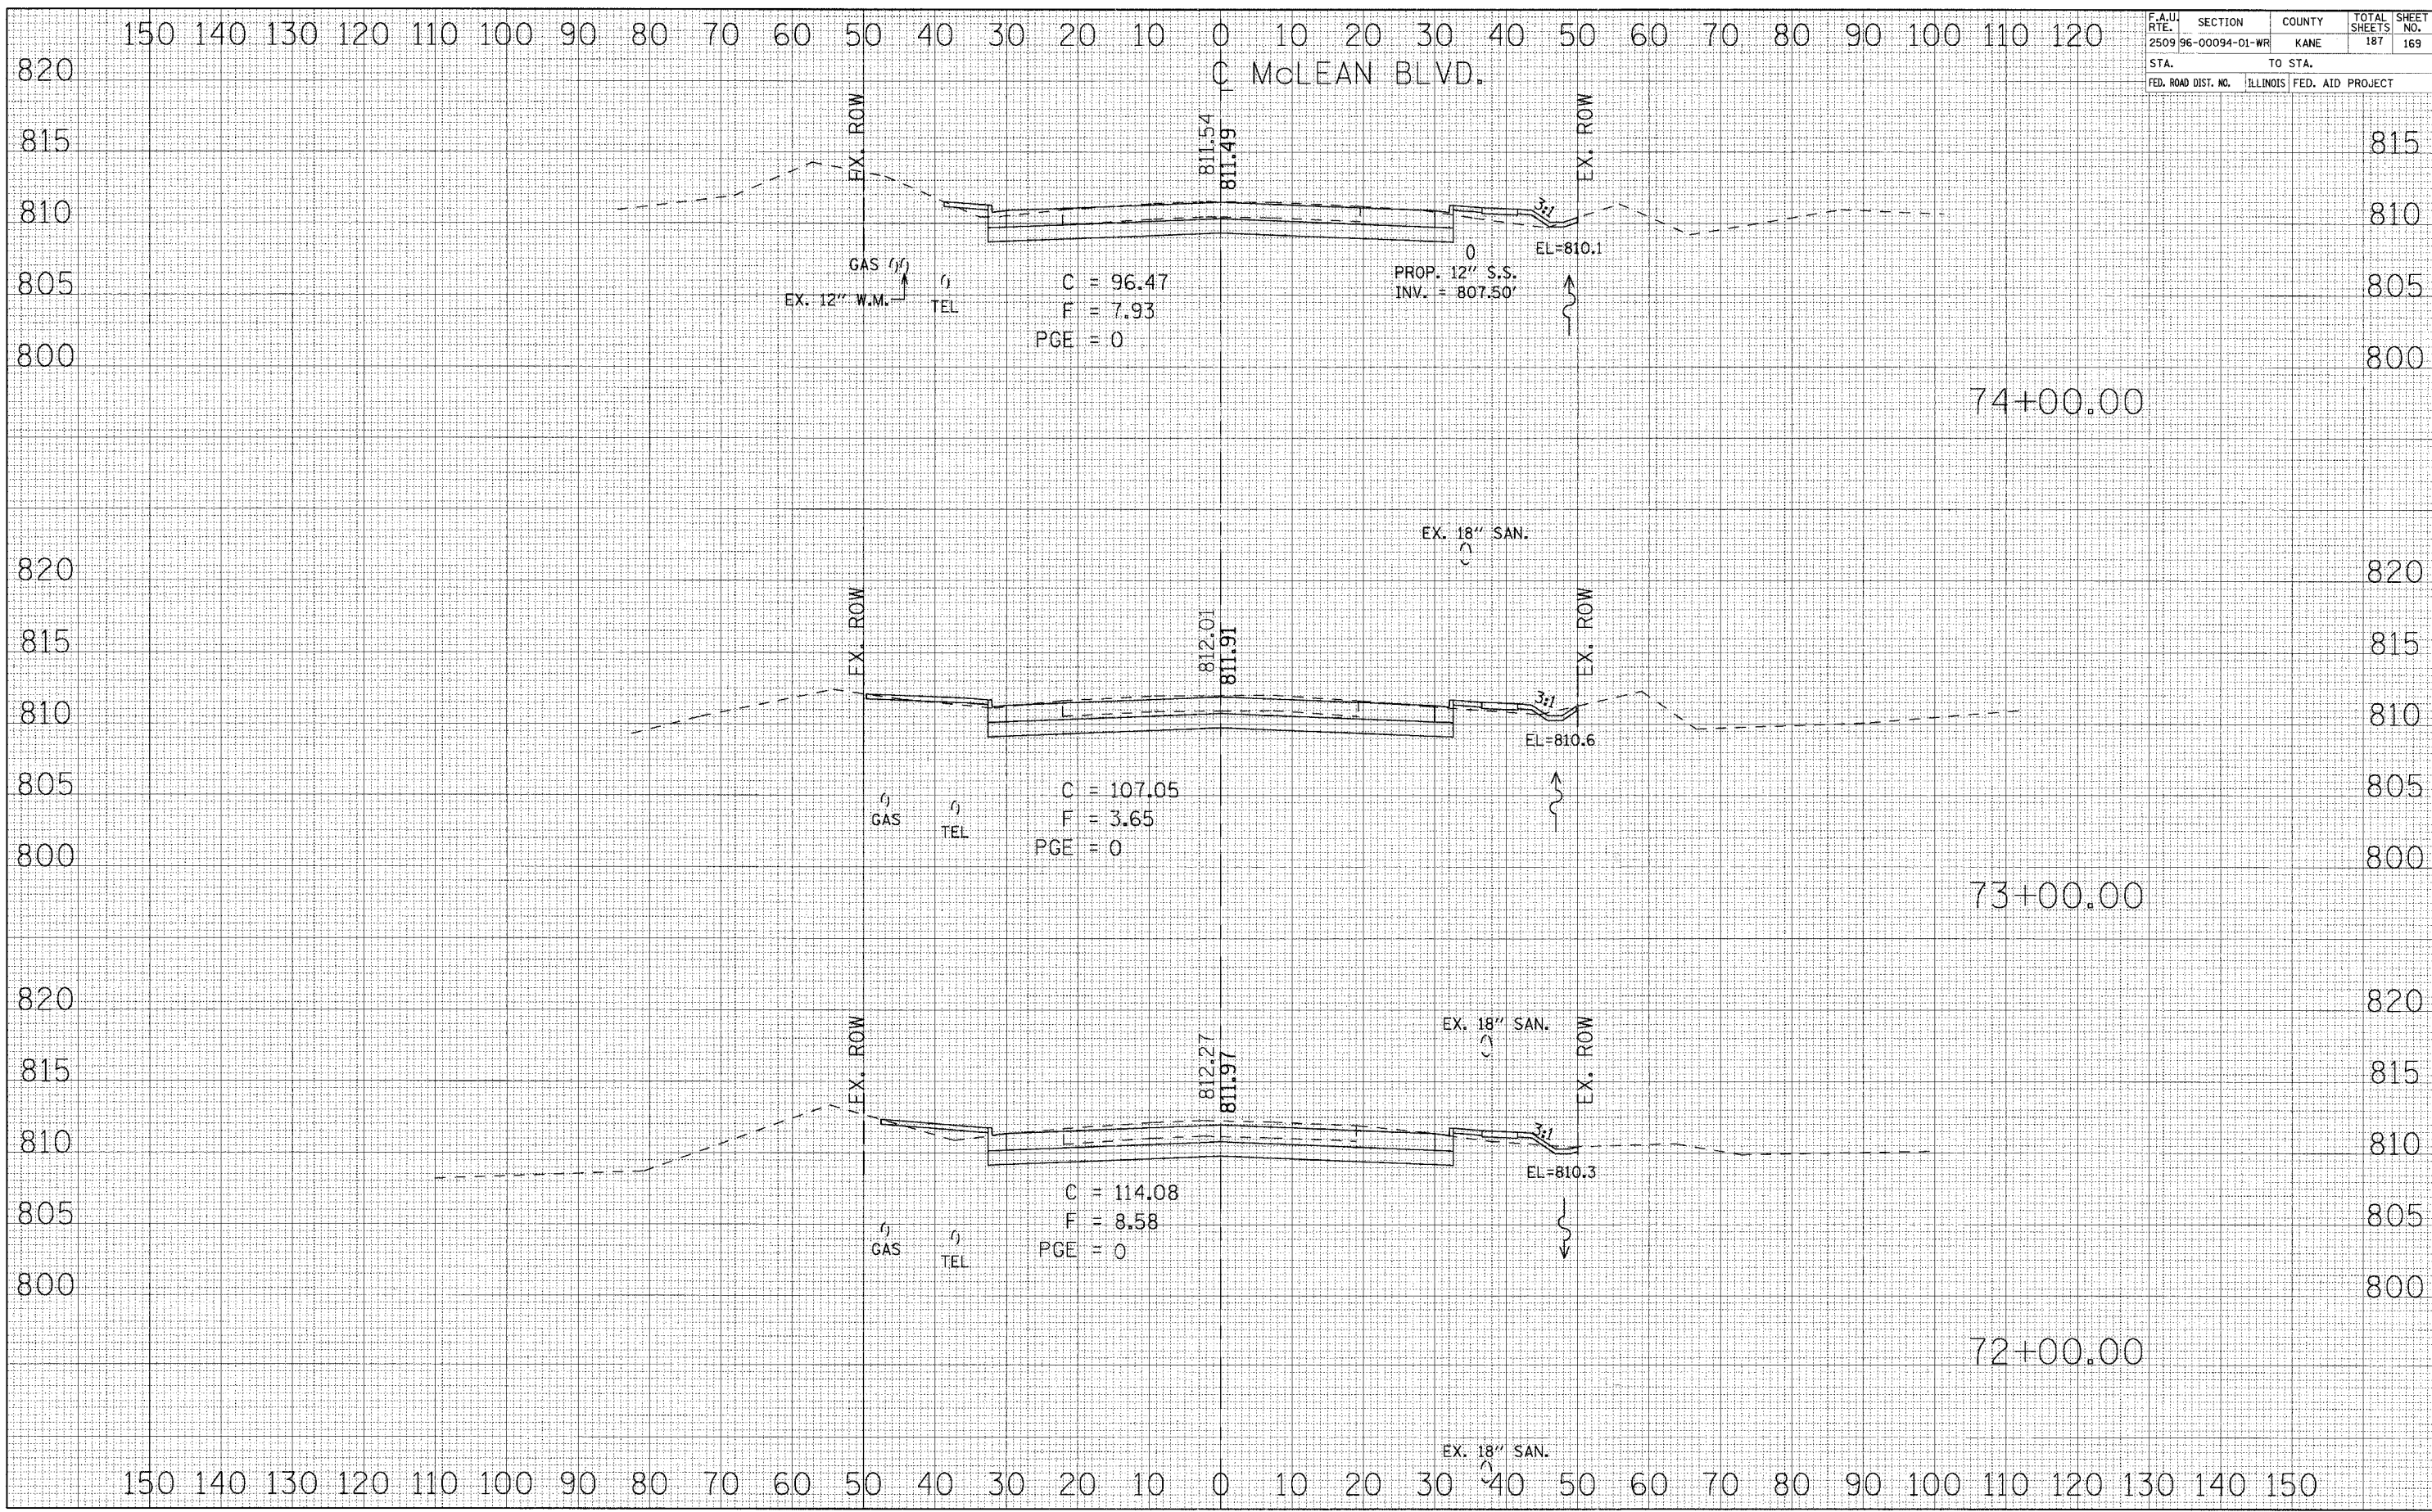 150 140 130 120 110 100 90 80 70 60 50 40 30 20 10 0 10 20 30 40 50 60 70 80 90 100 110 120
F.A.U. RTE. SECTION COUNTY TOTAL SHEETS SHEET NO.
2509 96-00094-01-WR KANE 187 169
STA. TO STA.
FED. ROAD DIST. NO. ILLINOIS FED. AID PROJECT
820
C McLEAN BLVD.
EX. ROW
811.54
811.49
EX. ROW
815 815
810 3:1 810
EL=810.1
GAS
EX. 12" W.M.
TEL
C = 96.47
F = 7.93
PGE = 0
PROP. 12" S.S.
INV. = 807.50'
805 805
800 800
74+00.00
EX. 18" SAN.
820 820
EX. ROW
812.01
811.91
EX. ROW
815 815
810 3:1 810
EL=810.6
805 805
GAS
TEL
C = 107.05
F = 3.65
PGE = 0
800 800
73+00.00
820 820
EX. 18" SAN.
EX. ROW
812.27
811.97
EX. ROW
815 815
810 3:1 810
EL=810.3
C = 114.08
F = 8.58
PGE = 0
805 805
GAS
TEL
800 800
72+00.00
EX. 18" SAN.
150 140 130 120 110 100 90 80 70 60 50 40 30 20 10 0 10 20 30 40 50 60 70 80 90 100 110 120 130 140 150